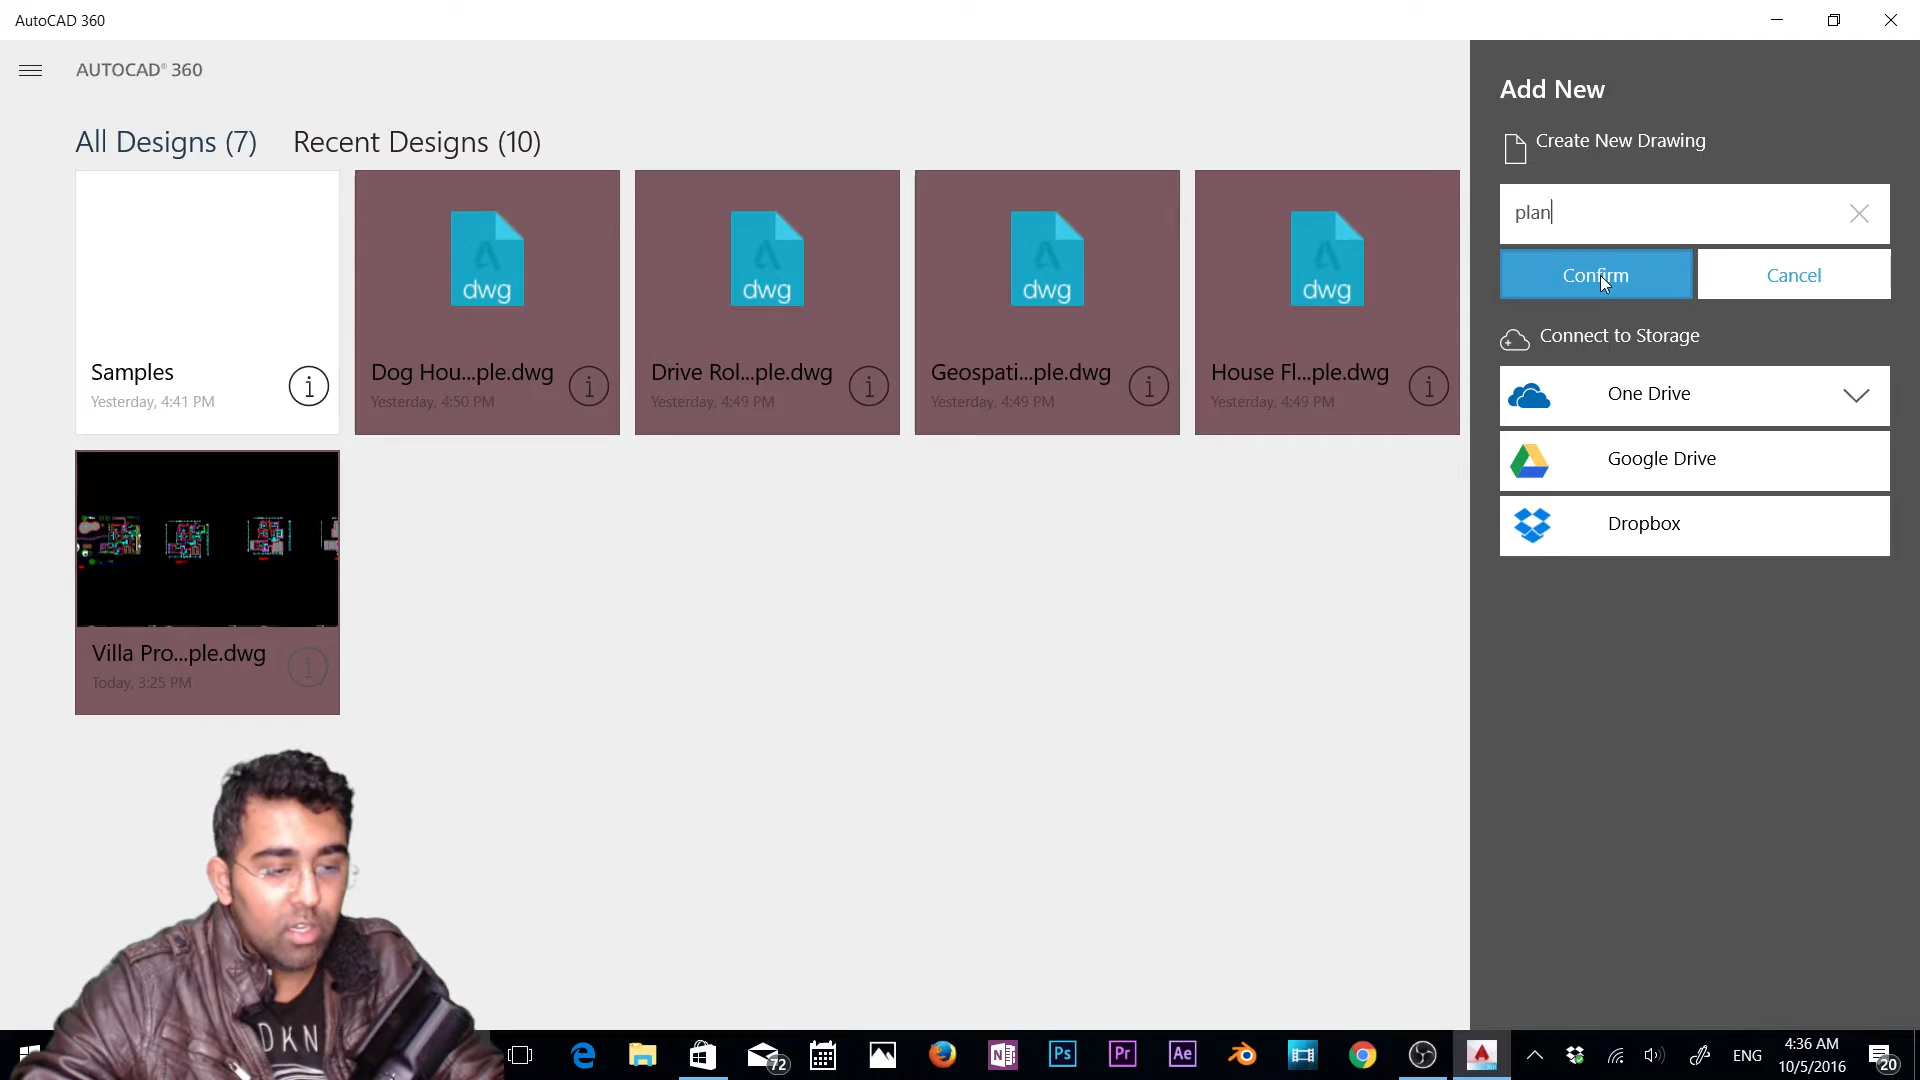 AutoCAD 360
AUTOCAD® 360
All Designs (7)
Recent Designs (10)
Samples
Yesterday, 4:41 PM
dwg
Dog Hou...ple.dwg
Yesterday, 4:50 PM
dwg
Drive Rol...ple.dwg
Yesterday, 4:49 PM
dwg
Geospati...ple.dwg
Yesterday, 4:49 PM
dwg
House Fl...ple.dwg
Yesterday, 4:49 PM
Villa Pro...ple.dwg
Today, 3:25 PM
Add New
Create New Drawing
plan
Confirm
Cancel
Connect to Storage
One Drive
Google Drive
Dropbox
DKN
72
Ps
Pr
Ae
ENG
4:36 AM
10/5/2016
20